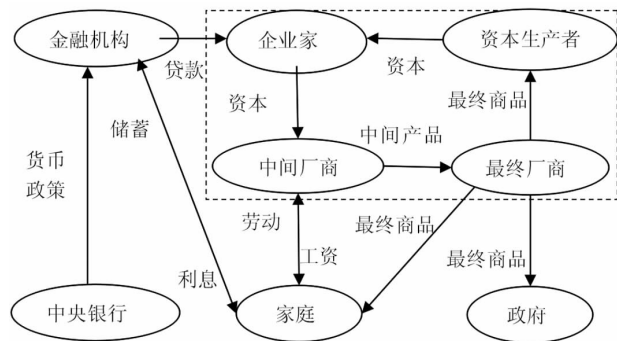 金融机构
企业家
资本生产者
贷款
资本
储蓄
资本
最终商品
中间产品
货币
政策
中间厂商
最终厂商
劳动
最终商品
工资
最终商品
利息
中央银行
家庭
政府